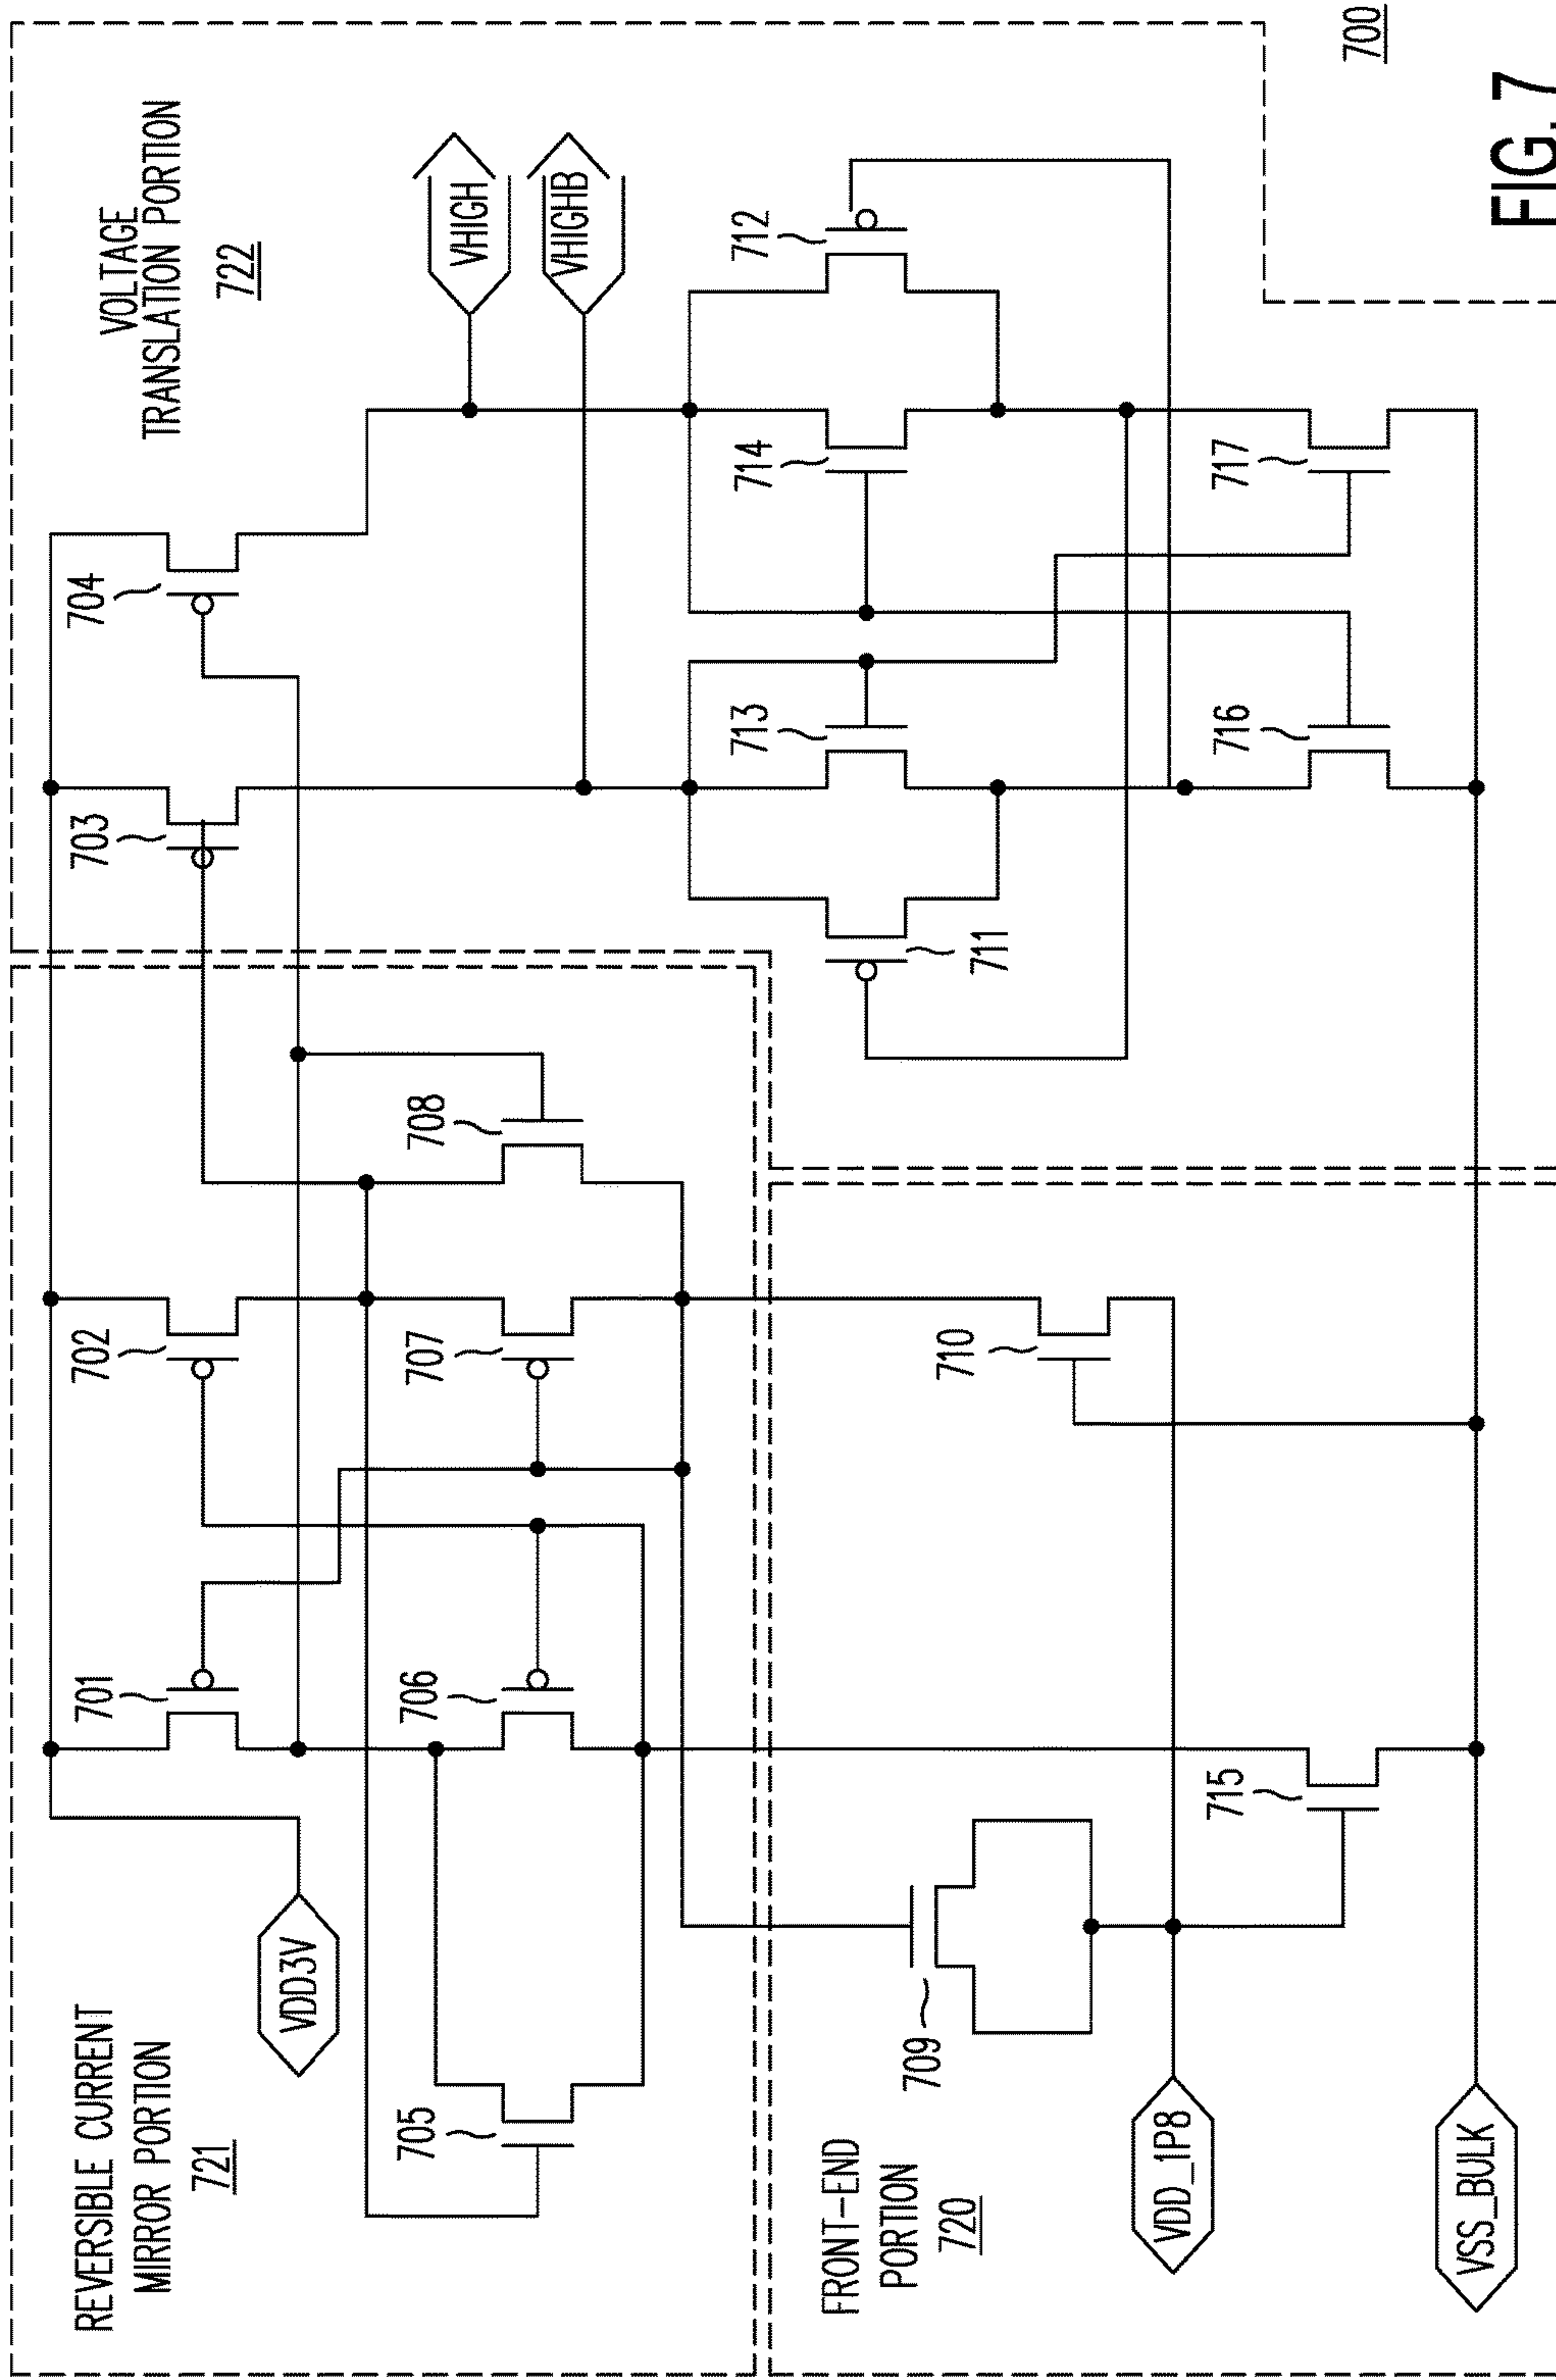 REVERSIBLE CURRENT
MIRROR PORTION
721
VDD3V
701
702
703
704
705
706
707
708
VOLTAGE
TRANSLATION PORTION
722
VHIGH
VHIGHB
FRONT-END
PORTION
720
709
710
711
713
714
712
VDD_1P8
715
716
717
VSS_BULK
700
FIG. 7